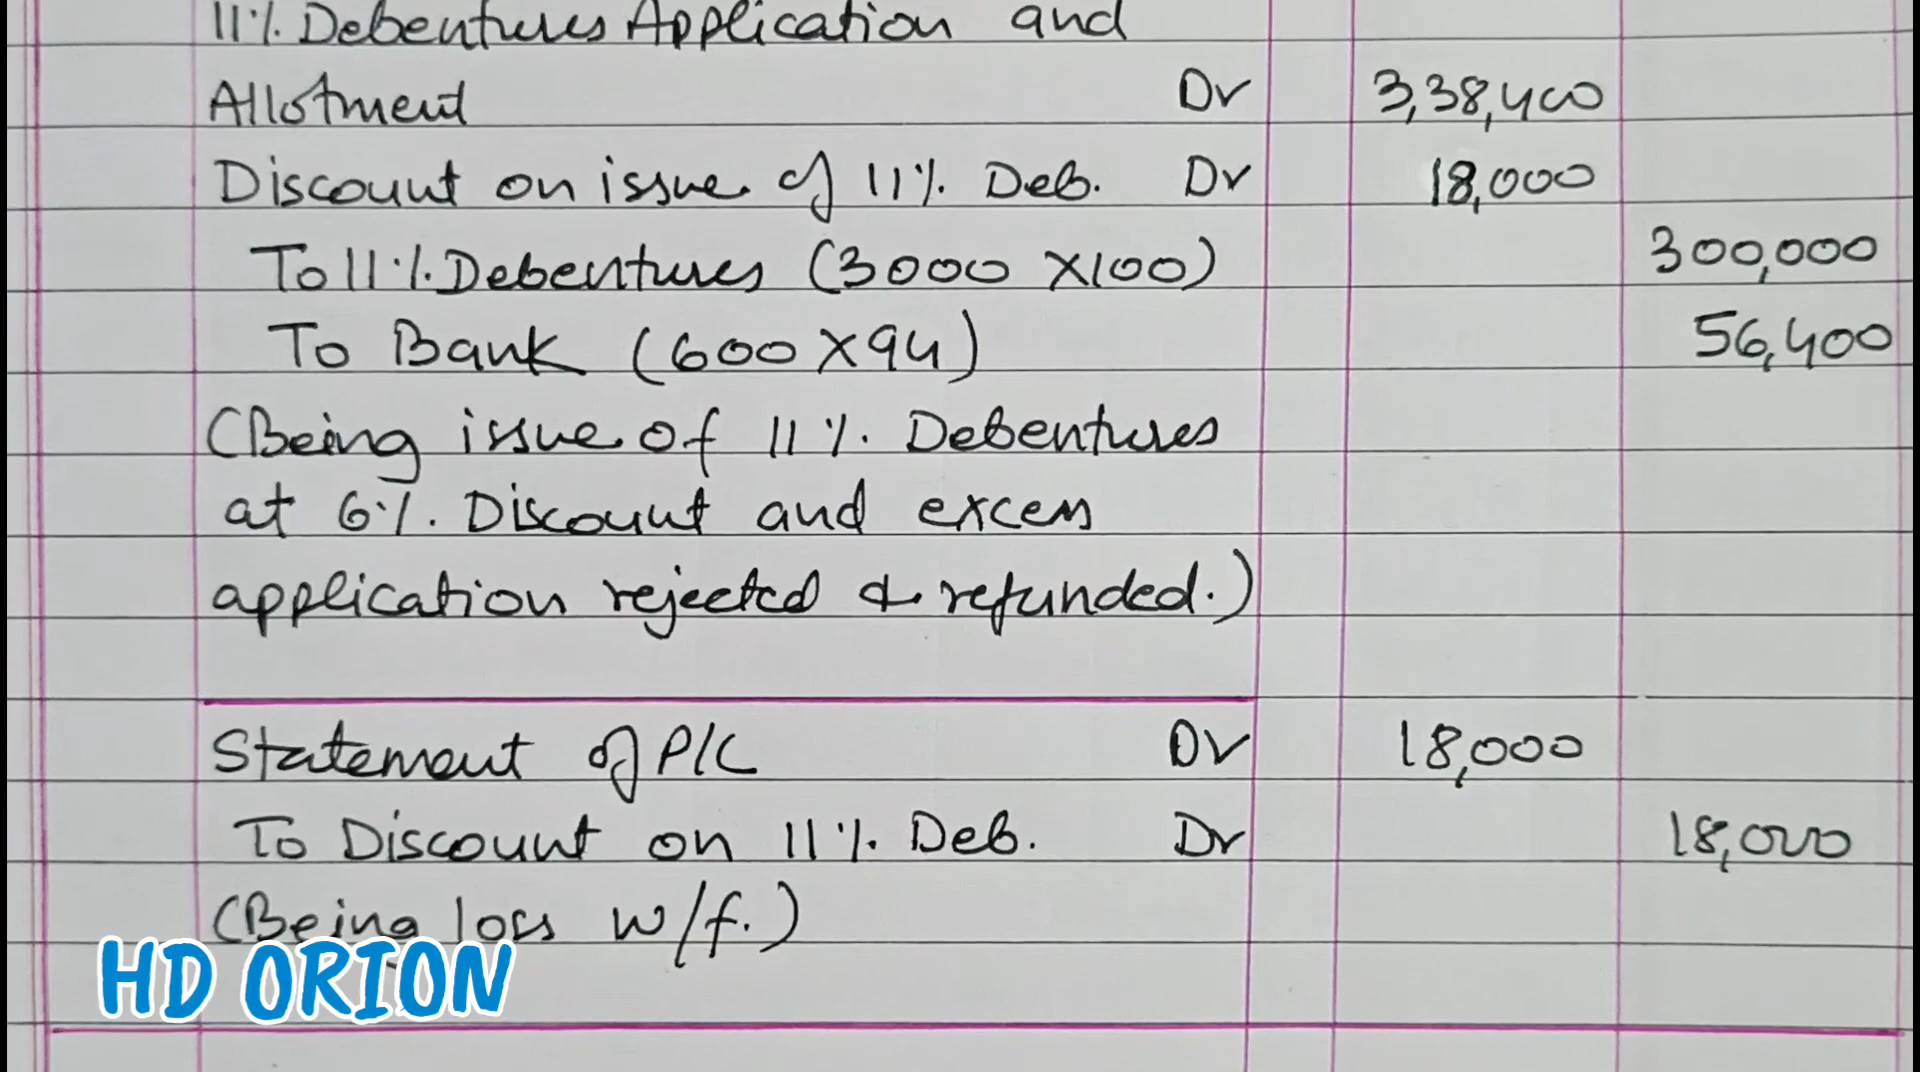 11%. Debentures Application and
Allotment Dr 3,38,400
Discount on issue of 11%. Deb. Dr 18,000
To 11%. Debentures (3000 X100) 300,000
To Bank (600 X94) 56,400
(Being issue of 11%. Debentures
at 6%. Discount and excess
application rejected & refunded.)
Statement of P/L Dr 18,000
To Discount on 11%. Deb. Dr 18,000
(Being loss w/f.)
HD ORION